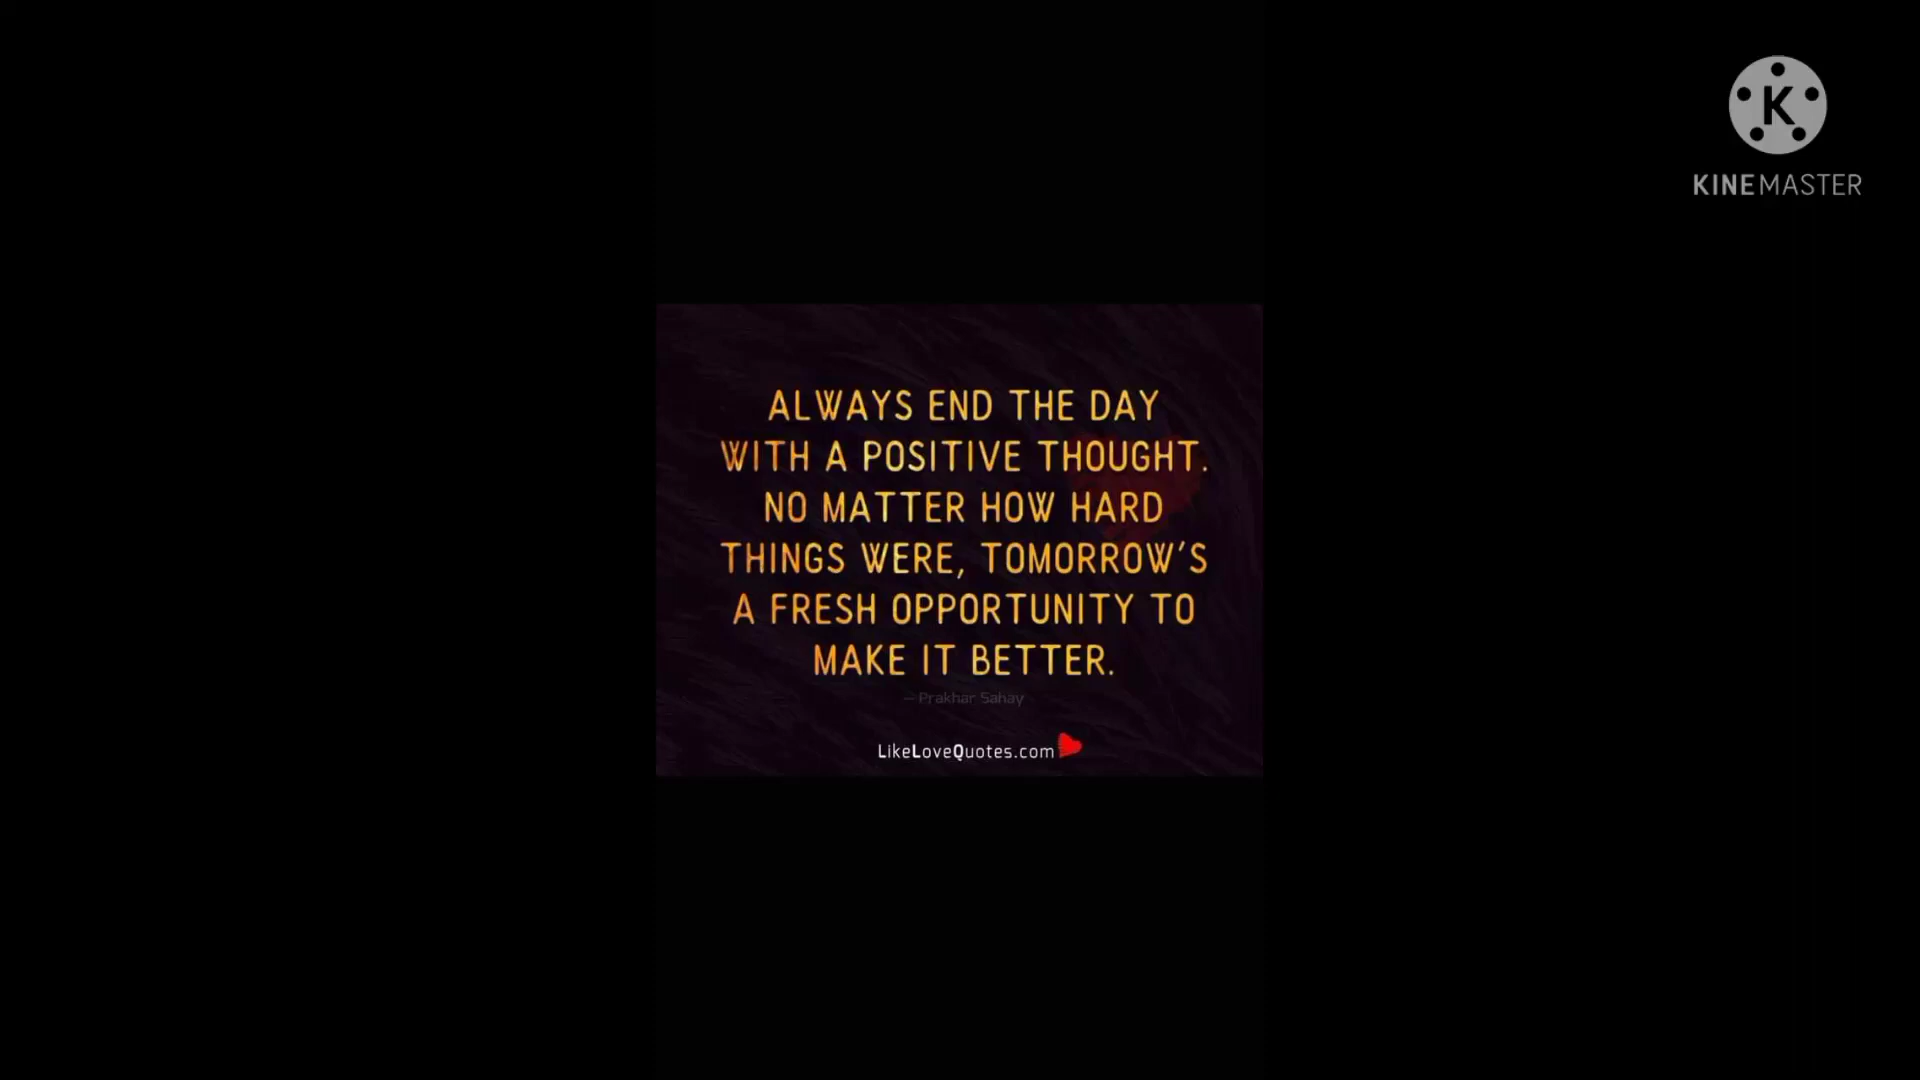 KINEMASTER
ALWAYS END THE DAY
WITH A POSITIVE THOUGHT.
NO MATTER HOW HARD
THINGS WERE, TOMORROW'S
A FRESH OPPORTUNITY TO
MAKE IT BETTER.
— Prakhar Sahay
LikeLoveQuotes.com